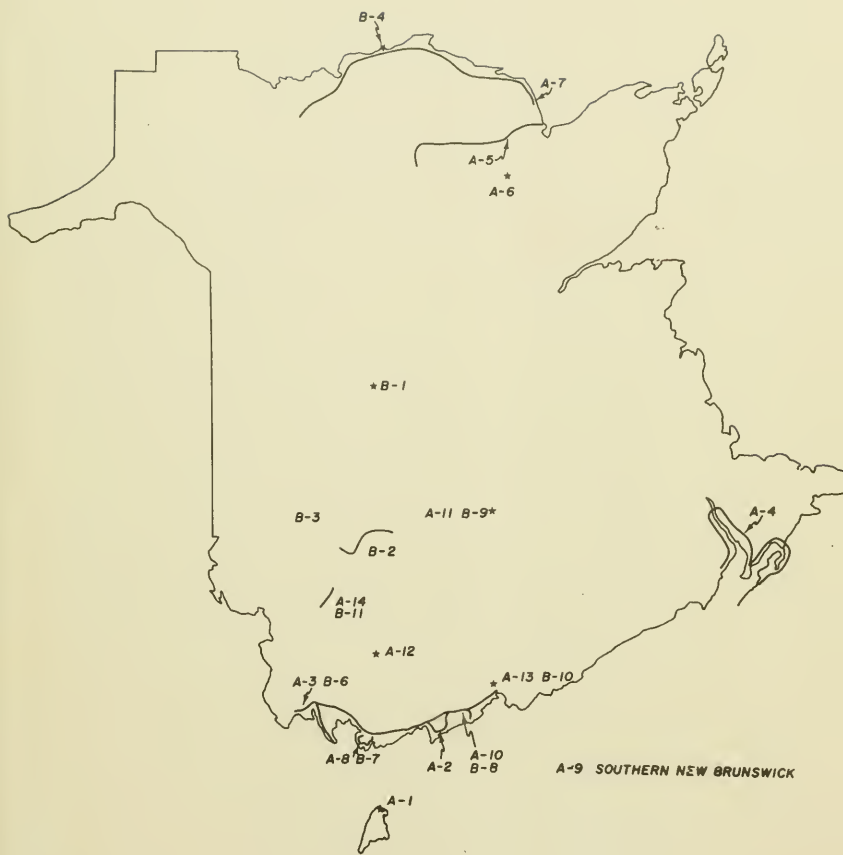 B-4
A-7
A-5
A-6
B-1
B-3
A-11 B-9
A-4
B-2
A-14
B-11
A-12
A-3 B-6
A-13 B-10
A-8 B-7
A-2
A-10
B-8
A-9 SOUTHERN NEW BRUNSWICK
A-1